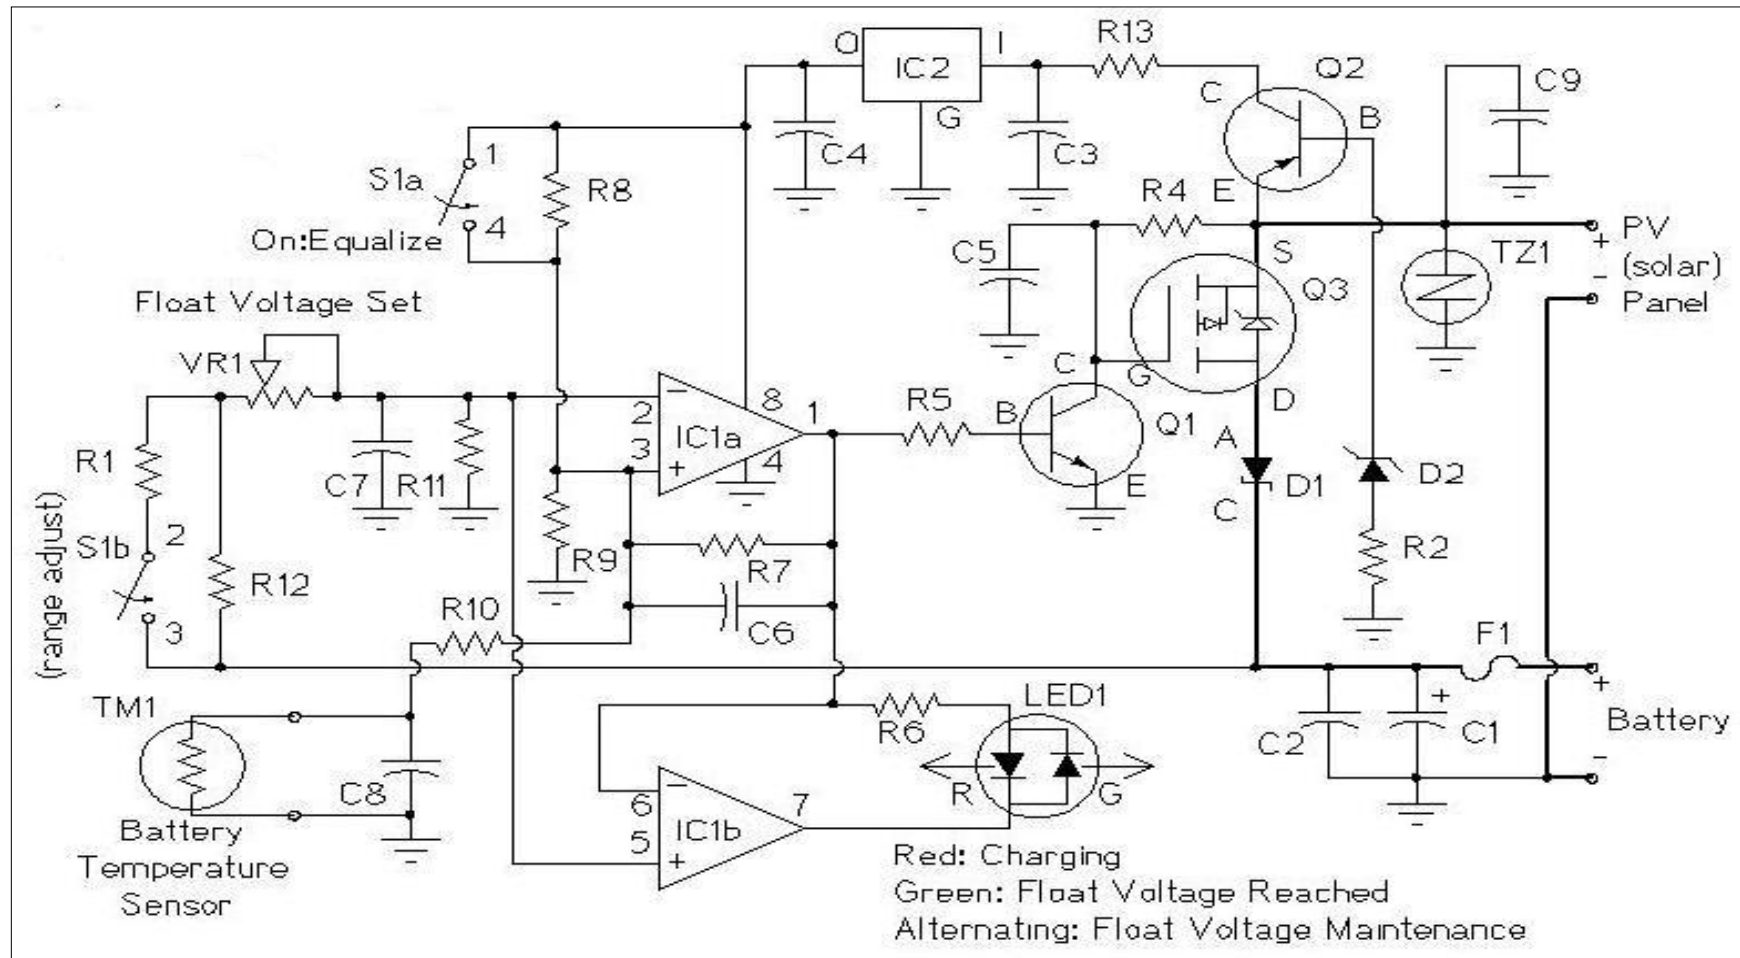 O
IC2
I
G
R13
Q2
C
B
E
C9
C4
C3
1
S1a
4
R8
On:Equalize
R4
C5
S
TZ1
PV
+
(solar)
-
Panel
Q3
Float Voltage Set
VR1
C
G
D
2
-
8
IC1a
1
3
+
4
R5
B
Q1
E
A
D1
C
D2
R1
C7
R11
(range adjust)
S1b
2
3
R12
R9
R7
R2
R10
C6
F1
TM1
R6
LED1
R
G
C2
+
C1
+
Battery
-
C8
6
-
5
+
IC1b
7
Battery
Temperature
Sensor
Red: Charging
Green: Float Voltage Reached
Alternating: Float Voltage Maintenance